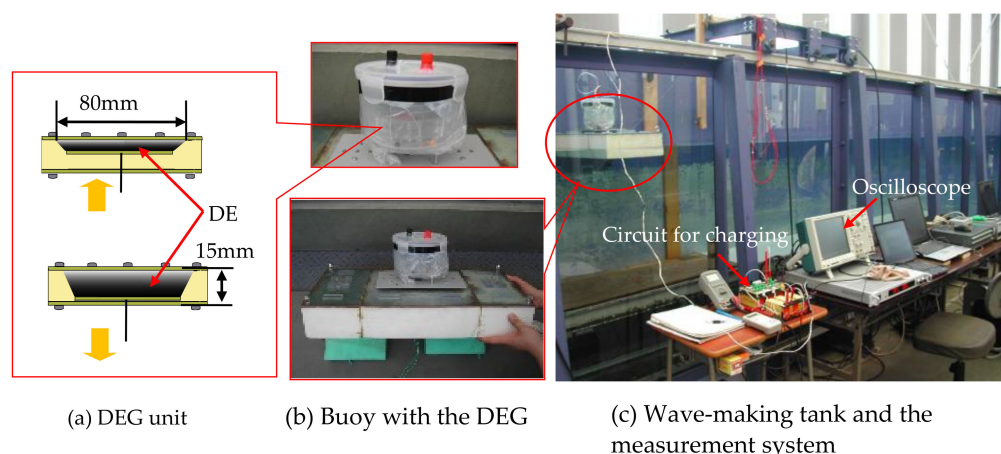 80mm
DE
15mm
Oscilloscope
Circuit for charging
(a) DEG unit
(b) Buoy with the DEG
(c) Wave-making tank and the
measurement system